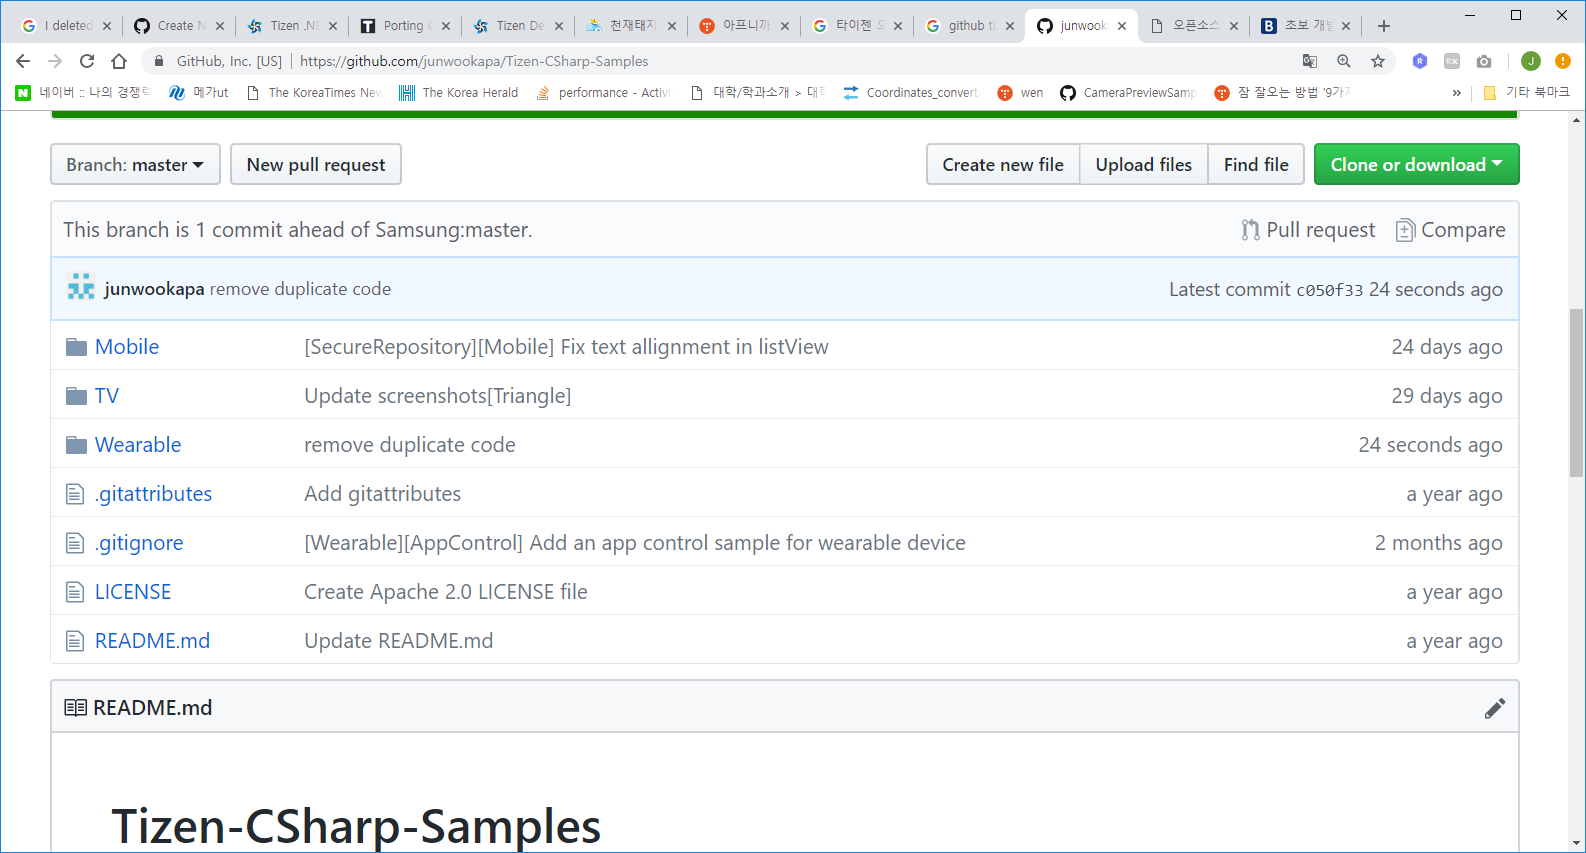 I deleted
Create N
Tizen .NE
Porting
Tizen De
천재태지
아프니까
타이젠 오
github ti
junwook
오픈소스
초보 개발
GitHub, Inc. [US]
https://github.com/junwookapa/Tizen-CSharp-Samples
J
네이버 :: 나의 경쟁력
메가ut
The KoreaTimes New
The Korea Herald
performance - Activi
대학/학과소개 > 대학
Coordinates_convert
wen
CameraPreviewSamp
잠 잘오는 방법 '9가지
»
기타 북마크
Branch: master
New pull request
Create new file
Upload files
Find file
Clone or download
This branch is 1 commit ahead of Samsung:master.
Pull request
Compare
junwookapa remove duplicate code
Latest commit c050f33 24 seconds ago
Mobile [SecureRepository][Mobile] Fix text allignment in listView 24 days ago
TV Update screenshots[Triangle] 29 days ago
Wearable remove duplicate code 24 seconds ago
.gitattributes Add gitattributes a year ago
.gitignore [Wearable][AppControl] Add an app control sample for wearable device 2 months ago
LICENSE Create Apache 2.0 LICENSE file a year ago
README.md Update README.md a year ago
README.md
Tizen-CSharp-Samples